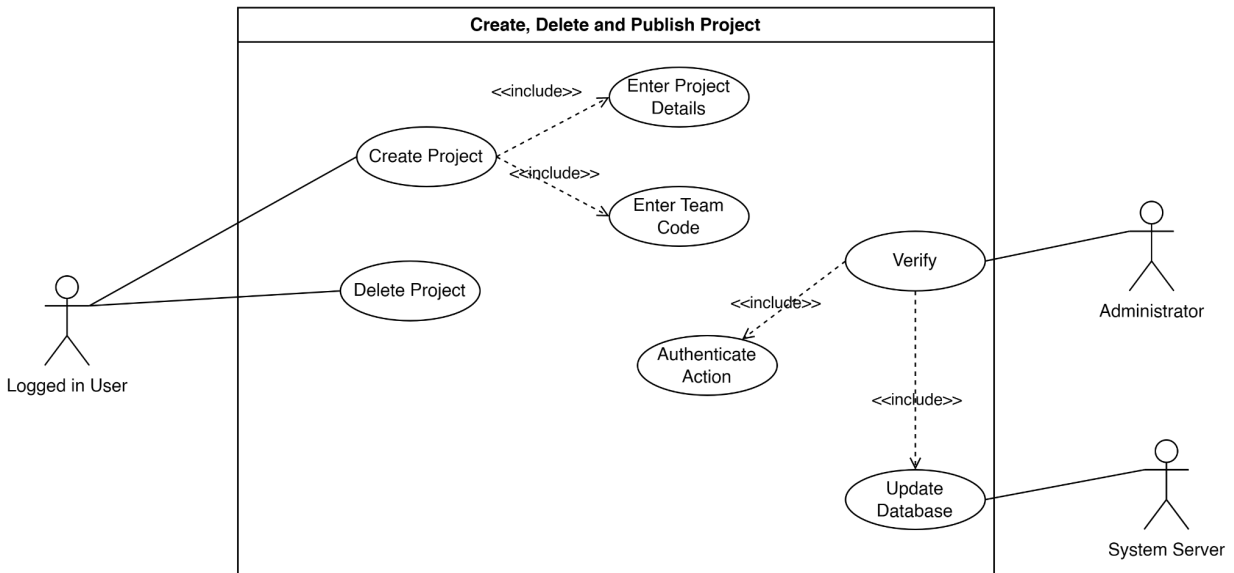 Create, Delete and Publish Project
<<include>>
Enter Project
Details
Create Project
<<include>>
Enter Team
Code
Verify
Delete Project
<<include>>
Administrator
Authenticate
Action
Logged in User
<<include>>
Update
Database
System Server